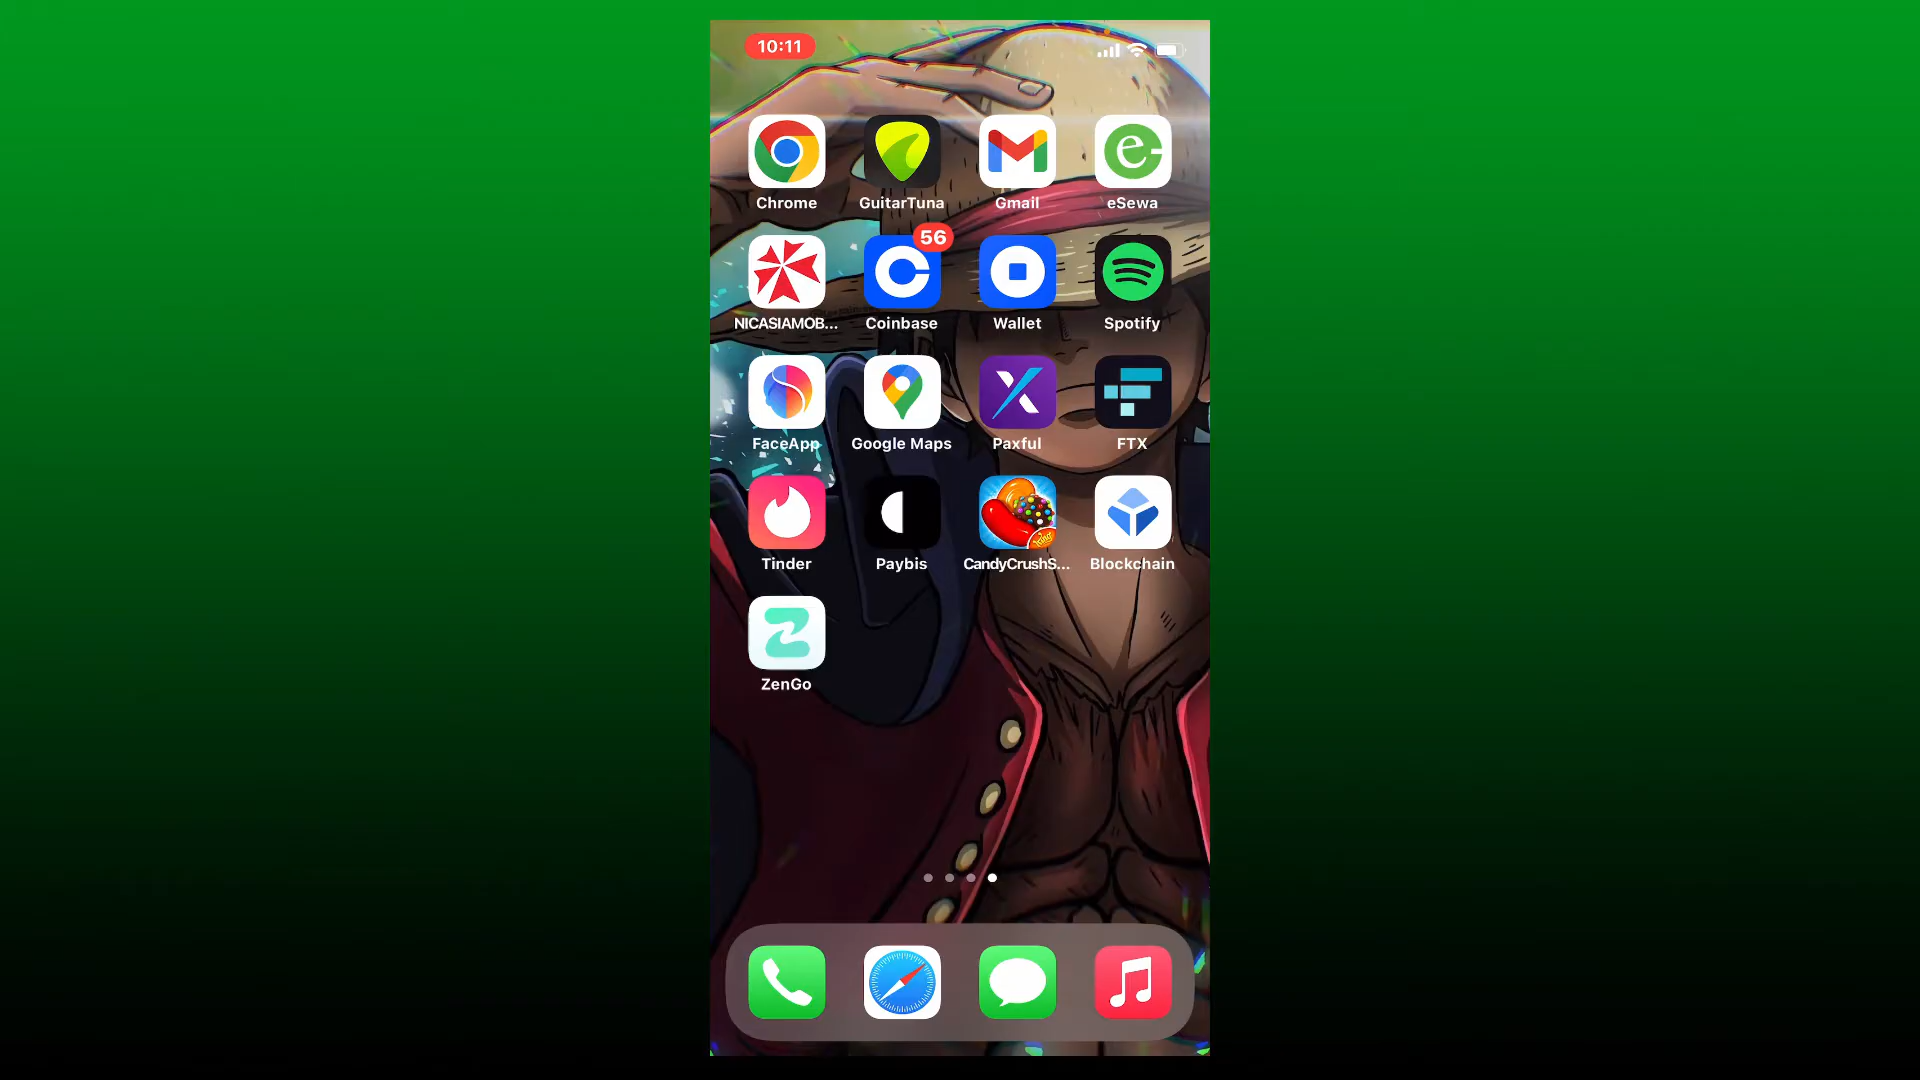 10:11
Chrome
GuitarTuna
Gmail
eSewa
56
NICASIAMOB...
Coinbase
Wallet
Spotify
FaceApp
Google Maps
Paxful
FTX
Tinder
Paybis
King
CandyCrushS...
Blockchain
ZenGo